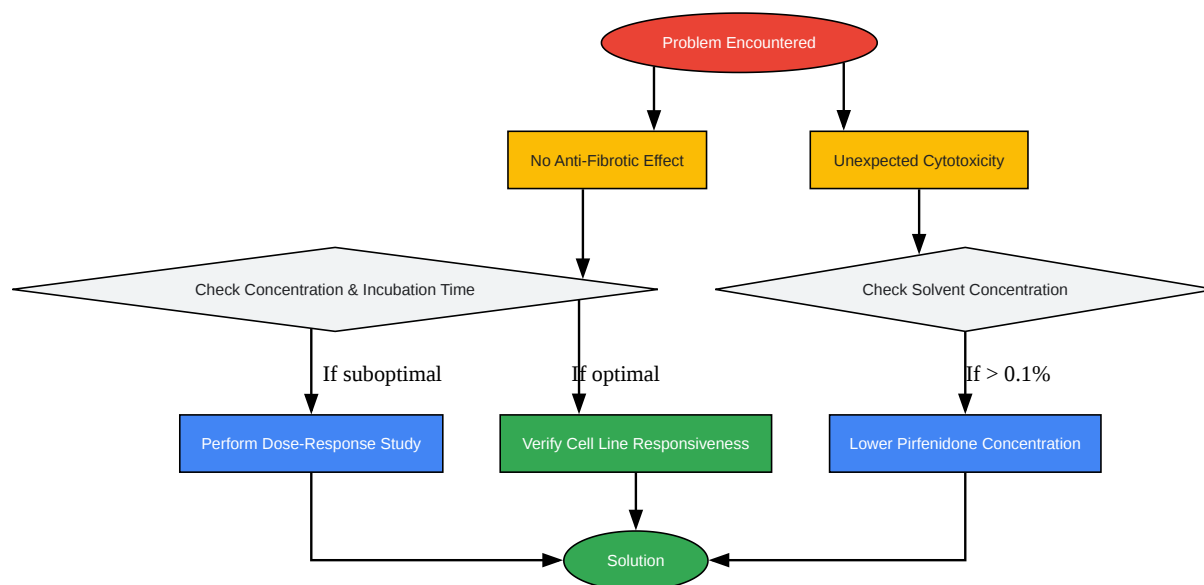 Problem Encountered
No Anti-Fibrotic Effect
Unexpected Cytotoxicity
Check Concentration & Incubation Time
Check Solvent Concentration
If suboptimal
If optimal
If > 0.1%
Perform Dose-Response Study
Verify Cell Line Responsiveness
Lower Pirfenidone Concentration
Solution